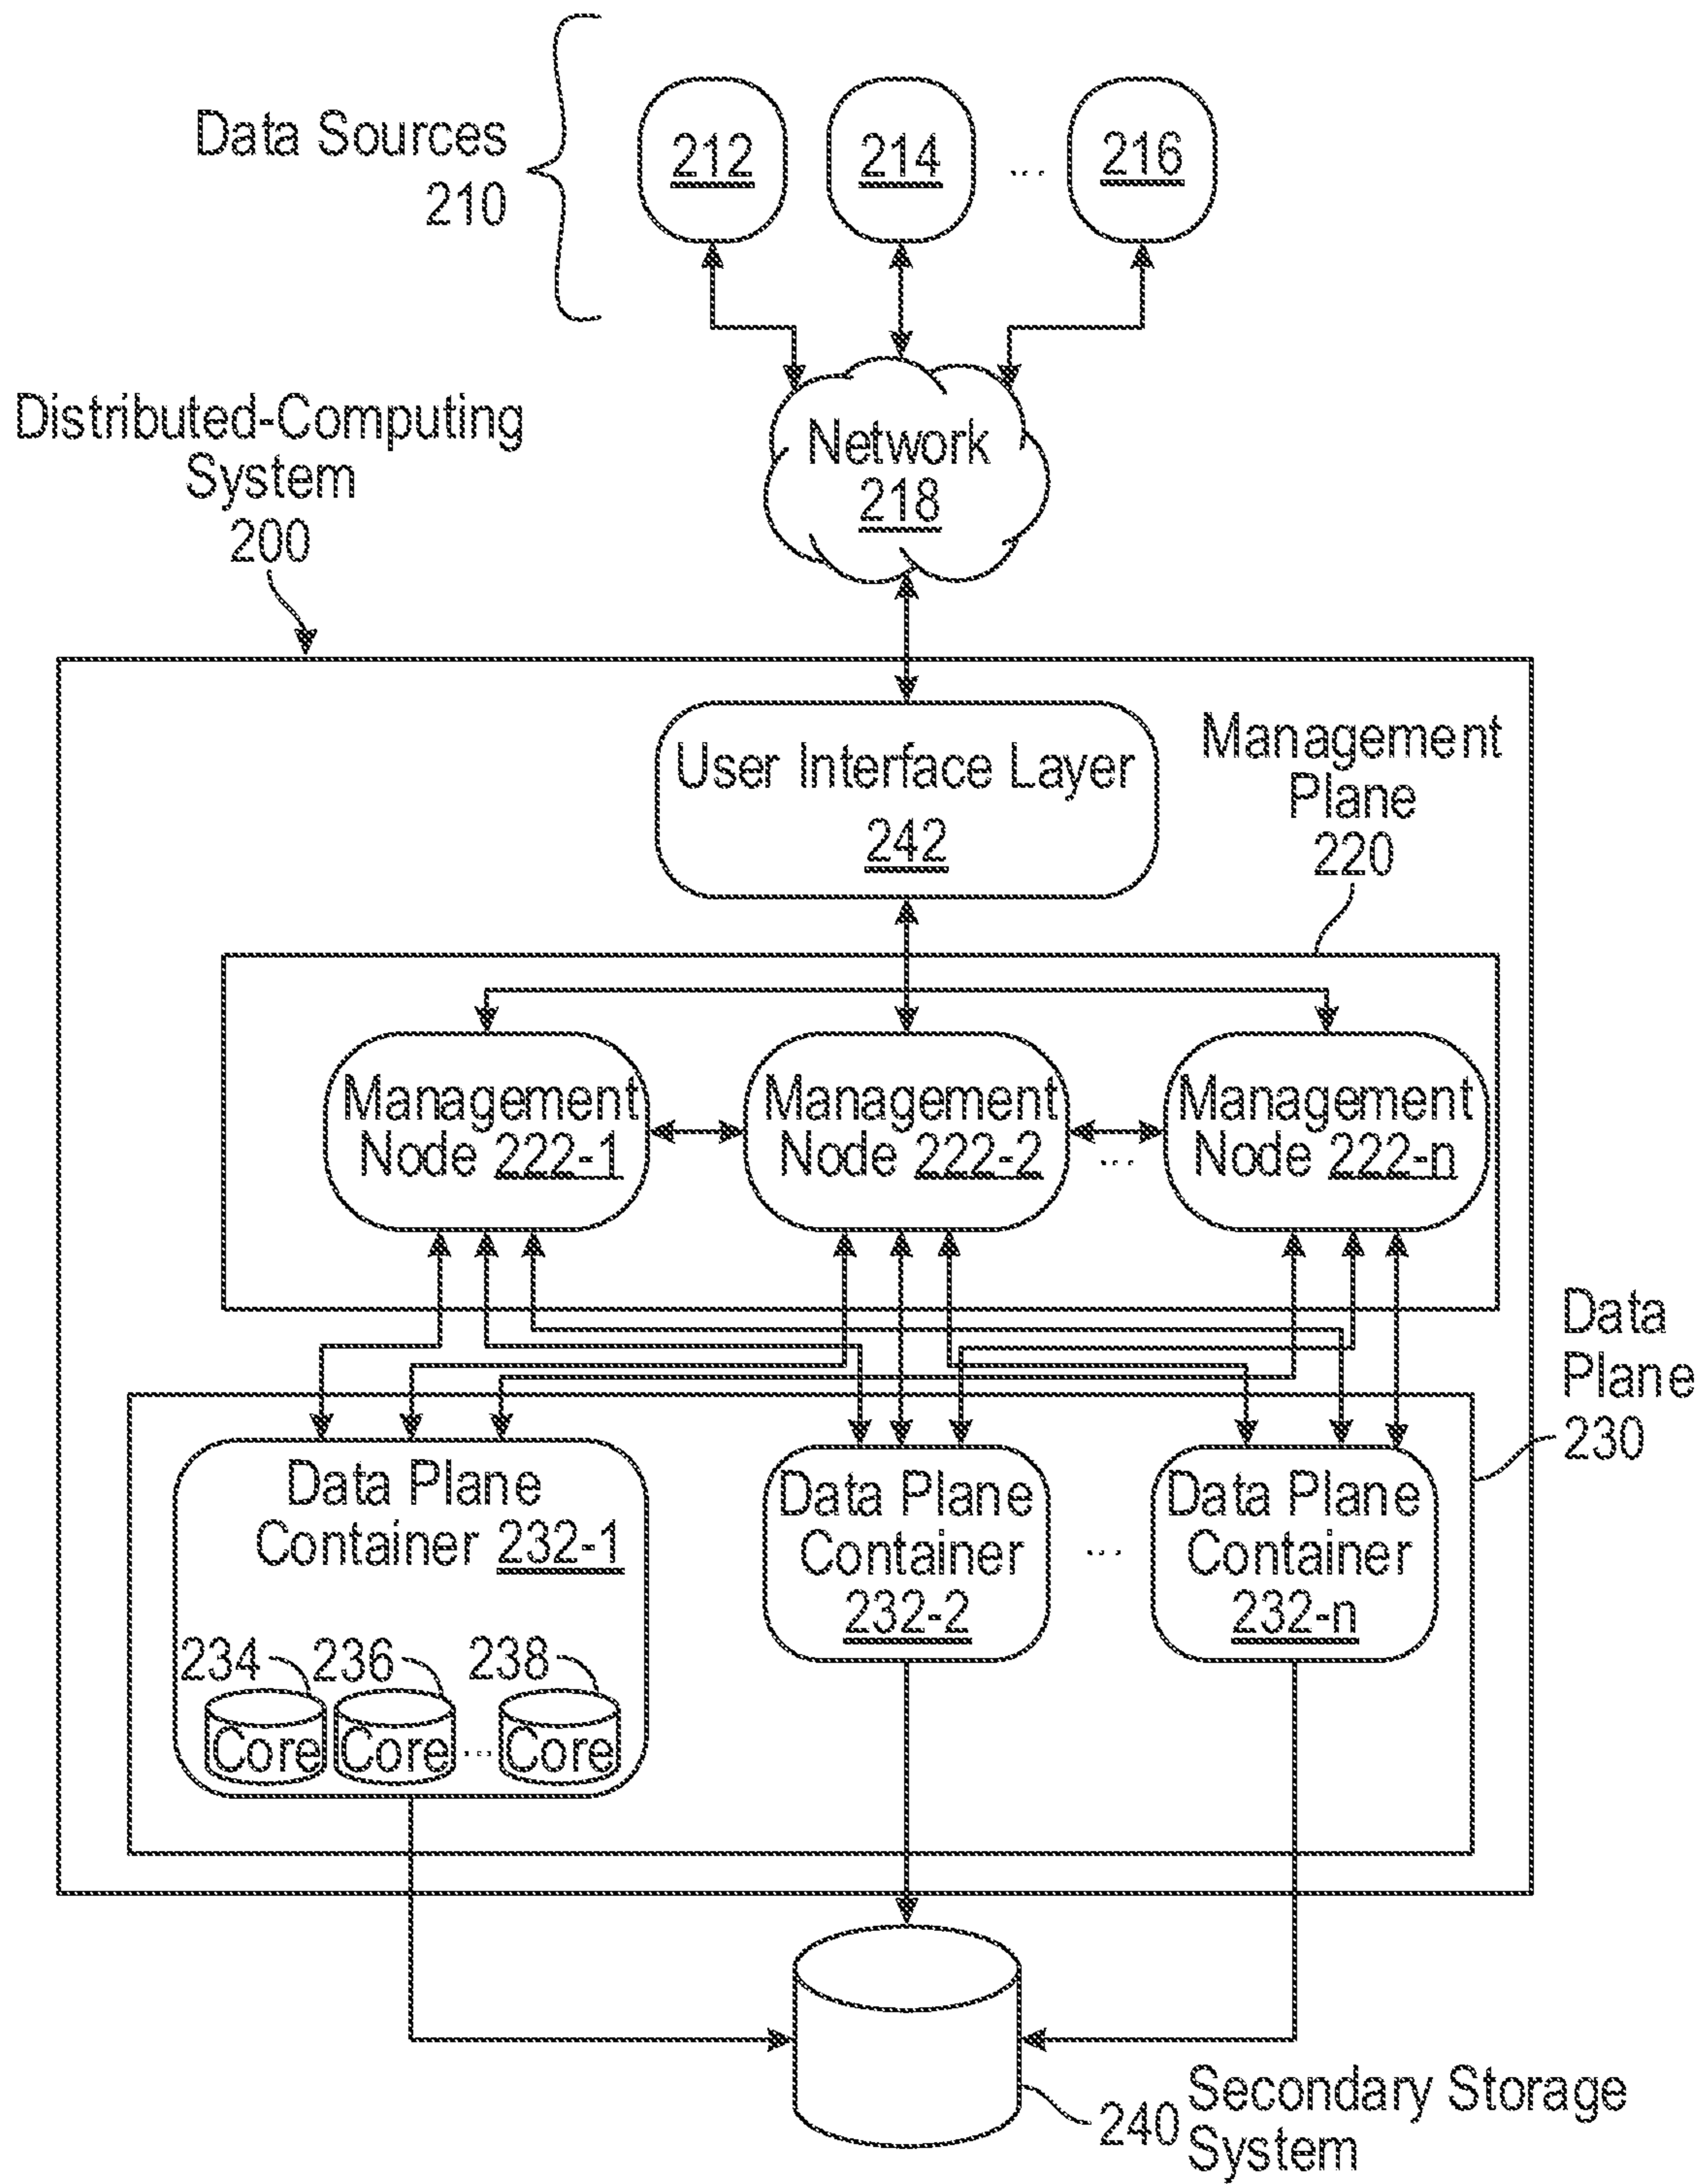 Data Sources
210
212
214
...
216
Network
218
Distributed-Computing
System
200
User Interface Layer
242
Management
Plane
220
Management
Node 222-1
Management
Node 222-2
...
Management
Node 222-n
Data
Plane
230
Data Plane
Container 232-1
234
236
238
Core
Core
...
Core
Data Plane
Container
232-2
...
Data Plane
Container
232-n
240
Secondary Storage
System